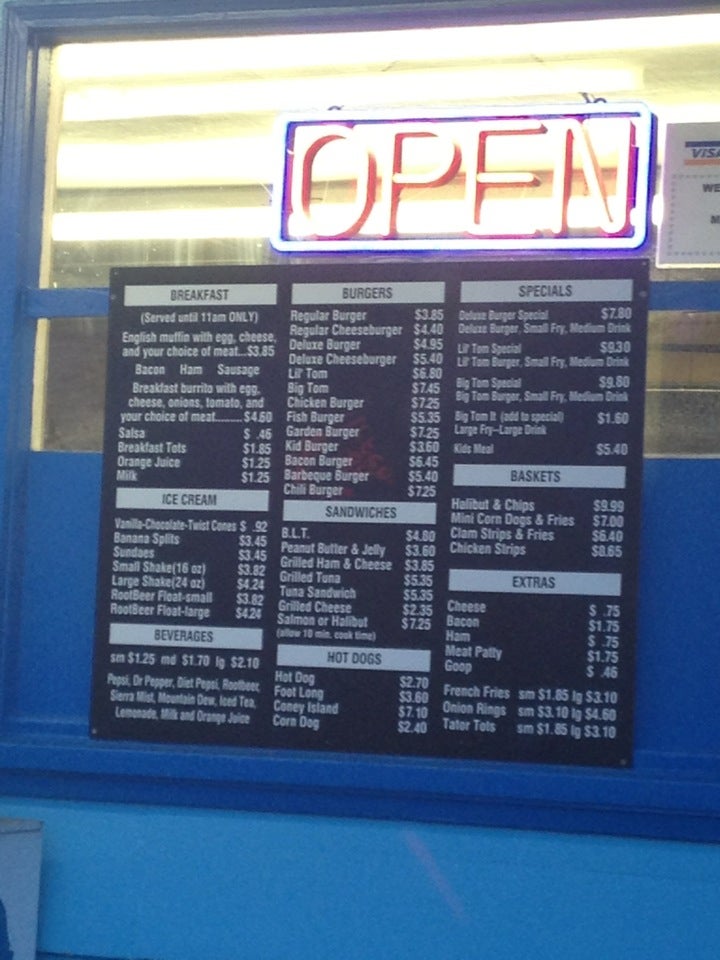 OPEN
VISA
WE
BREAKFAST
(Served until 11am ONLY)
English muffin with egg, cheese,
and your choice of meat...$3.85
Bacon Ham Sausage
Breakfast burrito with egg,
cheese, onions, tomato, and
your choice of meat......... $4.60
Salsa $ .46
Breakfast Tots $1.85
Orange Juice $1.25
Milk $1.25
ICE CREAM
Vanilla-Chocolate-Twist Cones $ .92
Banana Splits $3.45
Sundaes $3.45
Small Shake(16 oz) $3.82
Large Shake(24 oz) $4.24
RootBeer Float-small $3.82
RootBeer Float-large $4.24
BEVERAGES
sm $1.25 md $1.70 lg $2.10
Pepsi, Dr Pepper, Diet Pepsi, Rootbeer,
Sierra Mist, Mountain Dew, Iced Tea,
Lemonade, Milk and Orange Juice
BURGERS
Regular Burger $3.85
Regular Cheeseburger $4.40
Deluxe Burger $4.95
Deluxe Cheeseburger $5.40
Lil' Tom $6.80
Big Tom $7.45
Chicken Burger $7.25
Fish Burger $5.35
Garden Burger $7.25
Kid Burger $3.60
Bacon Burger $6.45
Barbeque Burger $5.40
Chili Burger $7.25
SANDWICHES
B.L.T. $4.80
Peanut Butter & Jelly $3.60
Grilled Ham & Cheese $3.85
Grilled Tuna $5.35
Tuna Sandwich $5.35
Grilled Cheese $2.35
Salmon or Halibut $7.25
(allow 10 min. cook time)
HOT DOGS
Hot Dog $2.70
Foot Long $3.60
Coney Island $7.10
Corn Dog $2.40
SPECIALS
Deluxe Burger Special $7.80
Deluxe Burger, Small Fry, Medium Drink
Lil' Tom Special $9.30
Lil' Tom Burger, Small Fry, Medium Drink
Big Tom Special $9.80
Big Tom Burger, Small Fry, Medium Drink
Big Tom It (add to special) $1.60
Large Fry-Large Drink
Kids Meal $5.40
BASKETS
Halibut & Chips $9.99
Mini Corn Dogs & Fries $7.00
Clam Strips & Fries $6.40
Chicken Strips $8.65
EXTRAS
Cheese $ .75
Bacon $1.75
Ham $ .75
Meat Patty $1.75
Goop $ .46
French Fries sm $1.85 lg $3.10
Onion Rings sm $3.10 lg $4.60
Tater Tots sm $1.85 lg $3.10